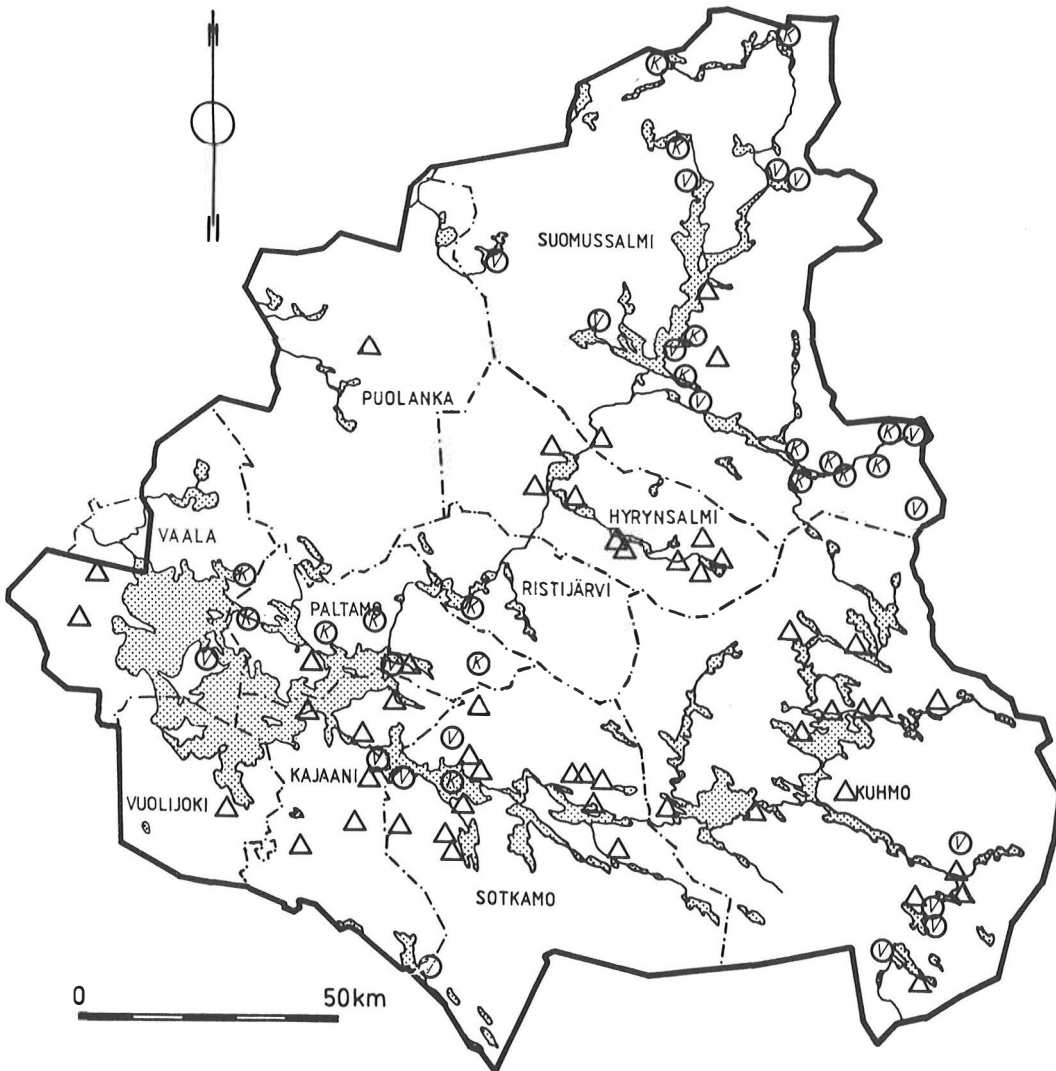 K
K
K
V V
V
SUOMUSSALMI
V
V
K
V
K
PUOLANKA
V
K V
K
K K
K
K
V
HYRYNSALMI
VAALA
K
RISTIJÄRVI
PALTAMO
K
K
K
K
V
K
V
V
KAJAANI
V
K
KUHMO
VUOLIJOKI
V
SOTKAMO
V
V
V
0 50km